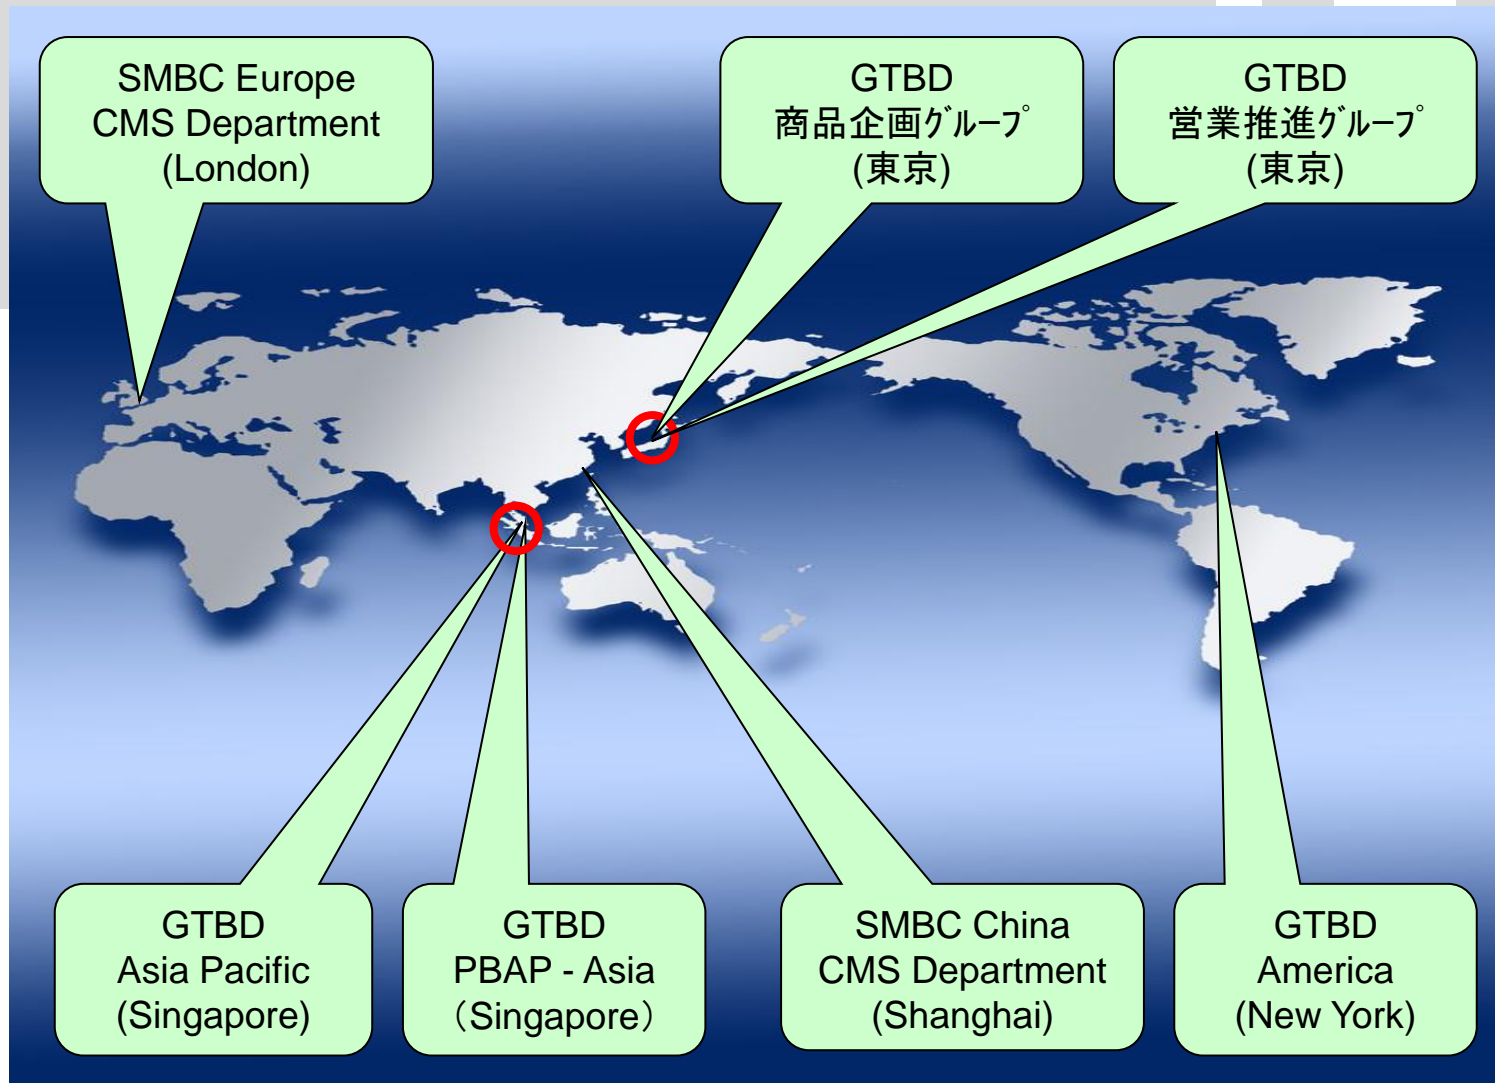 SMBC Europe
CMS Department
(London)
GTBD
商品企画ｸﾞﾙｰﾌﾟ
(東京)
GTBD
営業推進ｸﾞﾙｰﾌﾟ
(東京)
GTBD
Asia Pacific
(Singapore)
GTBD
PBAP - Asia
（Singapore）
SMBC China
CMS Department
(Shanghai)
GTBD
America
(New York)